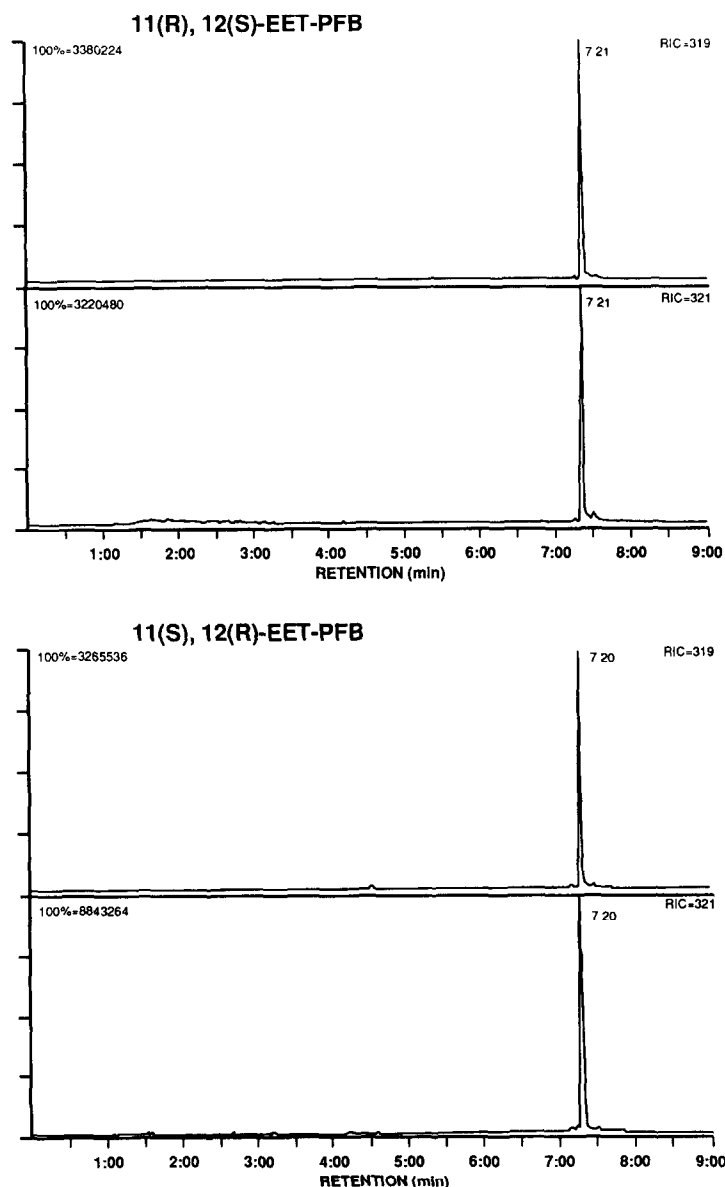 11(R), 12(S)-EET-PFB
100%=3380224
7 21
RIC=319
100%=3220480
7 21
RIC=321
1:00 2:00 3:00 4:00 5:00 6:00 7:00 8:00 9:00
RETENTION (min)
11(S), 12(R)-EET-PFB
100%=3265536
7 20
RIC=319
100%=8843264
7 20
RIC=321
1:00 2:00 3:00 4:00 5:00 6:00 7:00 8:00 9:00
RETENTION (min)